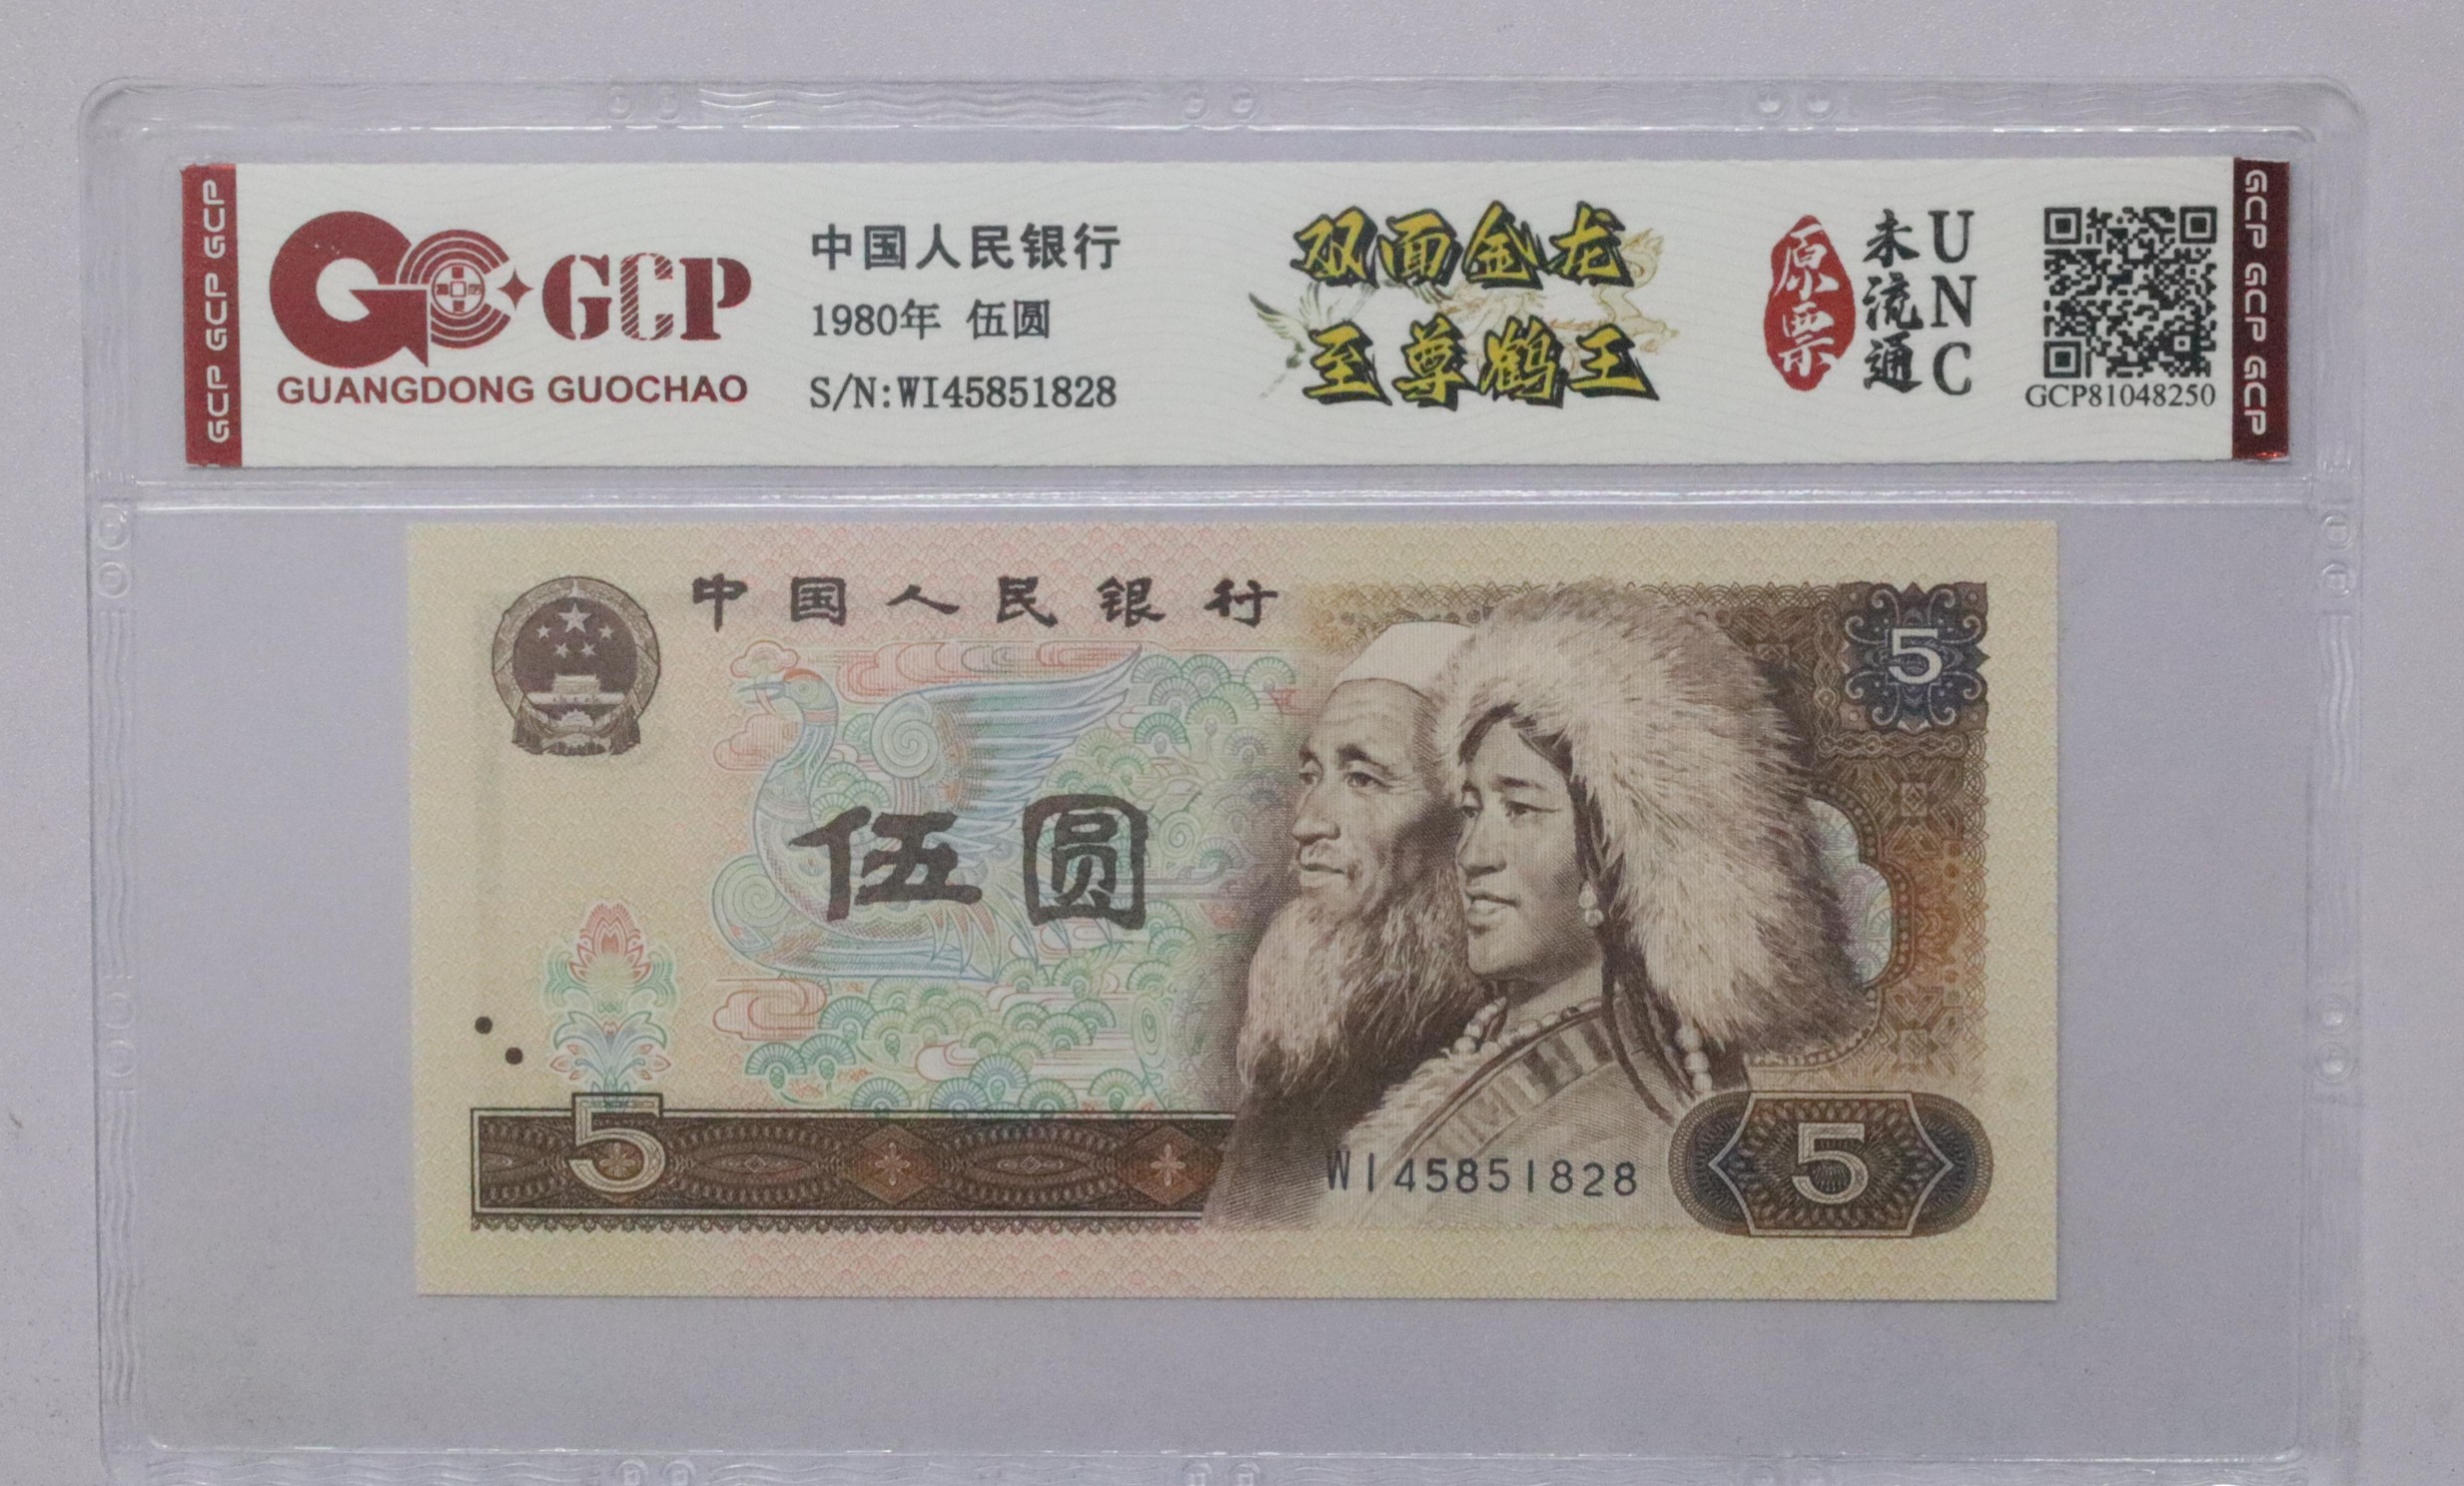 GCP GCP GCP
GCP
GUANGDONG GUOCHAO
中国人民银行
1980年 伍圆
S/N:WI45851828
双面金龙
至尊鹤王
原票
未流通
UNC
GCP81048250
GCP GCP GCP
中国人民银行
伍圆
5
5
WI45851828
5